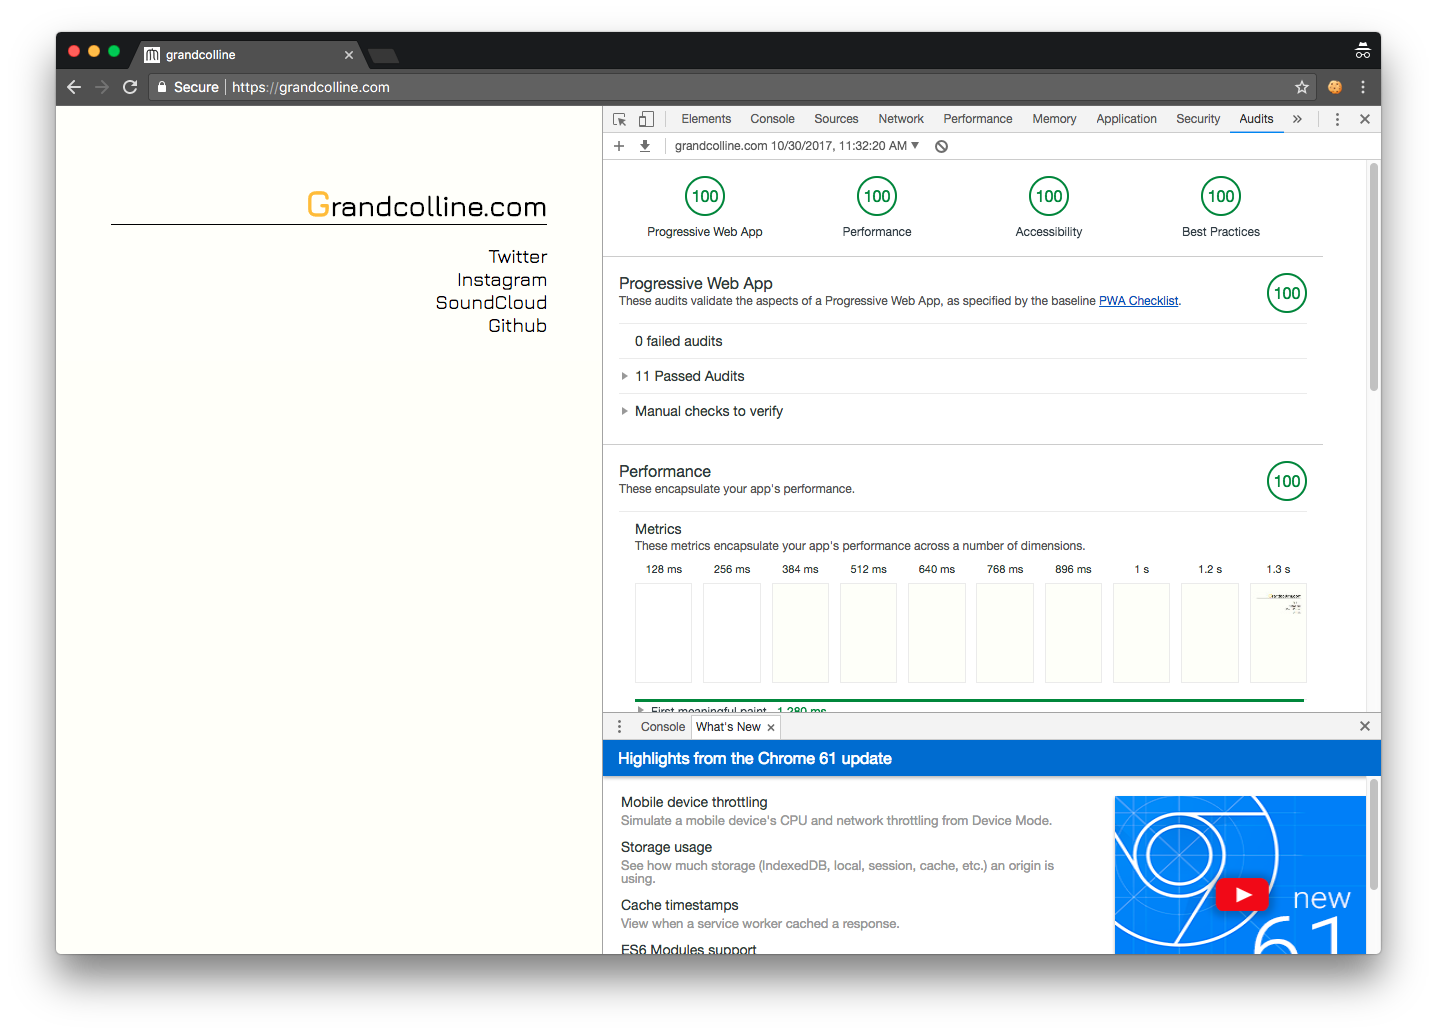 grandcolline
Secure | https://grandcolline.com
Grandcolline.com
Twitter
Instagram
SoundCloud
Github
Elements Console Sources Network Performance Memory Application Security Audits
grandcolline.com 10/30/2017, 11:32:20 AM
100 100 100 100
Progressive Web App Performance Accessibility Best Practices
Progressive Web App
These audits validate the aspects of a Progressive Web App, as specified by the baseline PWA Checklist.
100
0 failed audits
11 Passed Audits
Manual checks to verify
Performance
These encapsulate your app's performance.
100
Metrics
These metrics encapsulate your app's performance across a number of dimensions.
128 ms 256 ms 384 ms 512 ms 640 ms 768 ms 896 ms 1 s 1.2 s 1.3 s
First meaningful paint 1,280 ms
Console What's New
Highlights from the Chrome 61 update
Mobile device throttling
Simulate a mobile device's CPU and network throttling from Device Mode.
Storage usage
See how much storage (IndexedDB, local, session, cache, etc.) an origin is
using.
Cache timestamps
View when a service worker cached a response.
ES6 Modules support
new
61